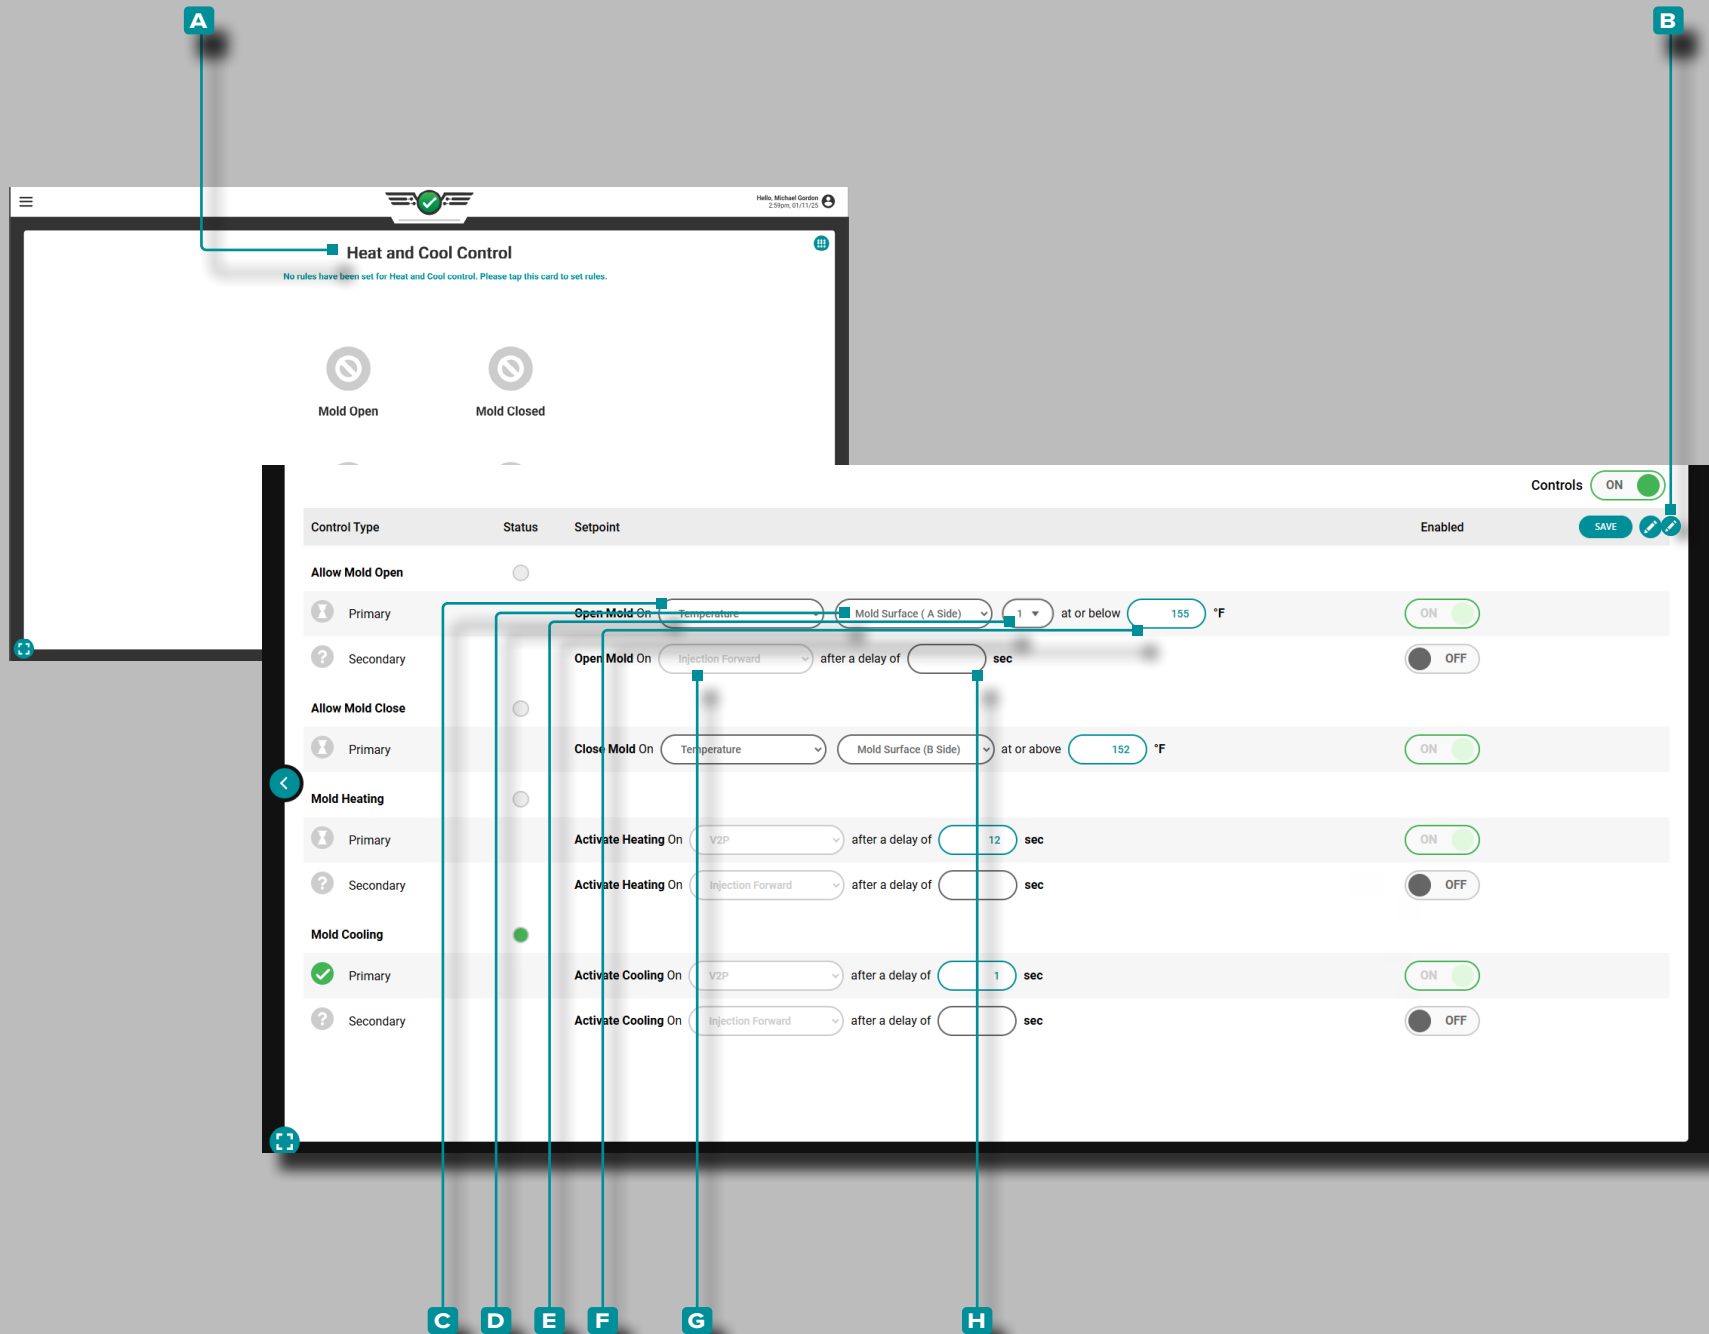 A
B
Hello, Michael Gordon
2:59pm, 01/11/25
Heat and Cool Control
No rules have been set for Heat and Cool control. Please tap this card to set rules.
Mold Open
Mold Closed
Controls ON
Control Type Status Setpoint Enabled SAVE
Allow Mold Open
Primary Open Mold On Temperature Mold Surface ( A Side) 1 at or below 155 °F ON
Secondary Open Mold On Injection Forward after a delay of sec OFF
Allow Mold Close
Primary Close Mold On Temperature Mold Surface (B Side) at or above 152 °F ON
Mold Heating
Primary Activate Heating On V2P after a delay of 12 sec ON
Secondary Activate Heating On Injection Forward after a delay of sec OFF
Mold Cooling
Primary Activate Cooling On V2P after a delay of 1 sec ON
Secondary Activate Cooling On Injection Forward after a delay of sec OFF
C D E F G H